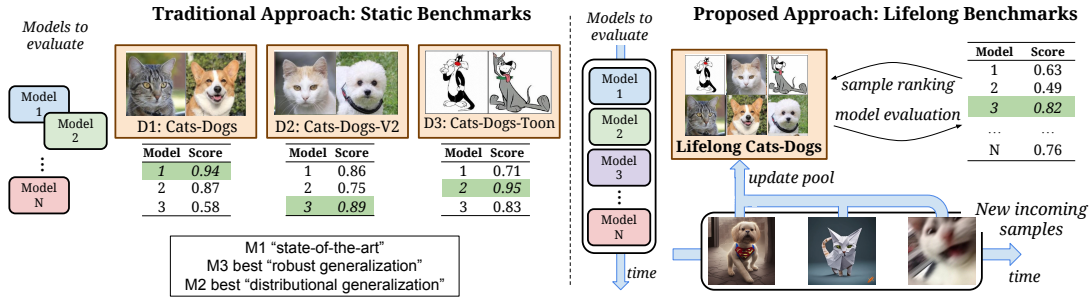 Traditional Approach: Static Benchmarks
Models to
evaluate
Model
1
Model
2
Model
N
D1: Cats-Dogs
D2: Cats-Dogs-V2
D3: Cats-Dogs-Toon
Model Score
1 0.94
2 0.87
3 0.58
Model Score
1 0.86
2 0.75
3 0.89
Model Score
1 0.71
2 0.95
3 0.83
M1 “state-of-the-art”
M3 best “robust generalization”
M2 best “distributional generalization”
Proposed Approach: Lifelong Benchmarks
Models to
evaluate
Model
1
Model
2
Model
3
Model
N
time
Lifelong Cats-Dogs
sample ranking
model evaluation
Model Score
1 0.63
2 0.49
3 0.82
... ...
N 0.76
update pool
New incoming
samples
time